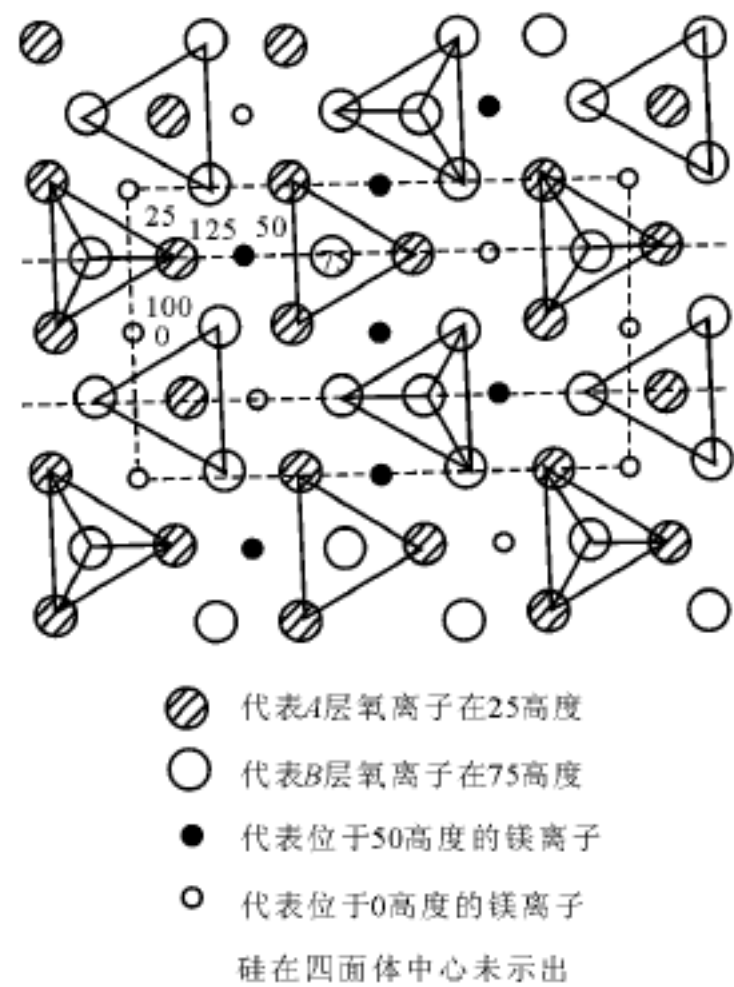 25 125 50
75
100
0
代表A层氧离子在25高度
代表B层氧离子在75高度
代表位于50高度的镁离子
代表位于0高度的镁离子
硅在四面体中心未示出